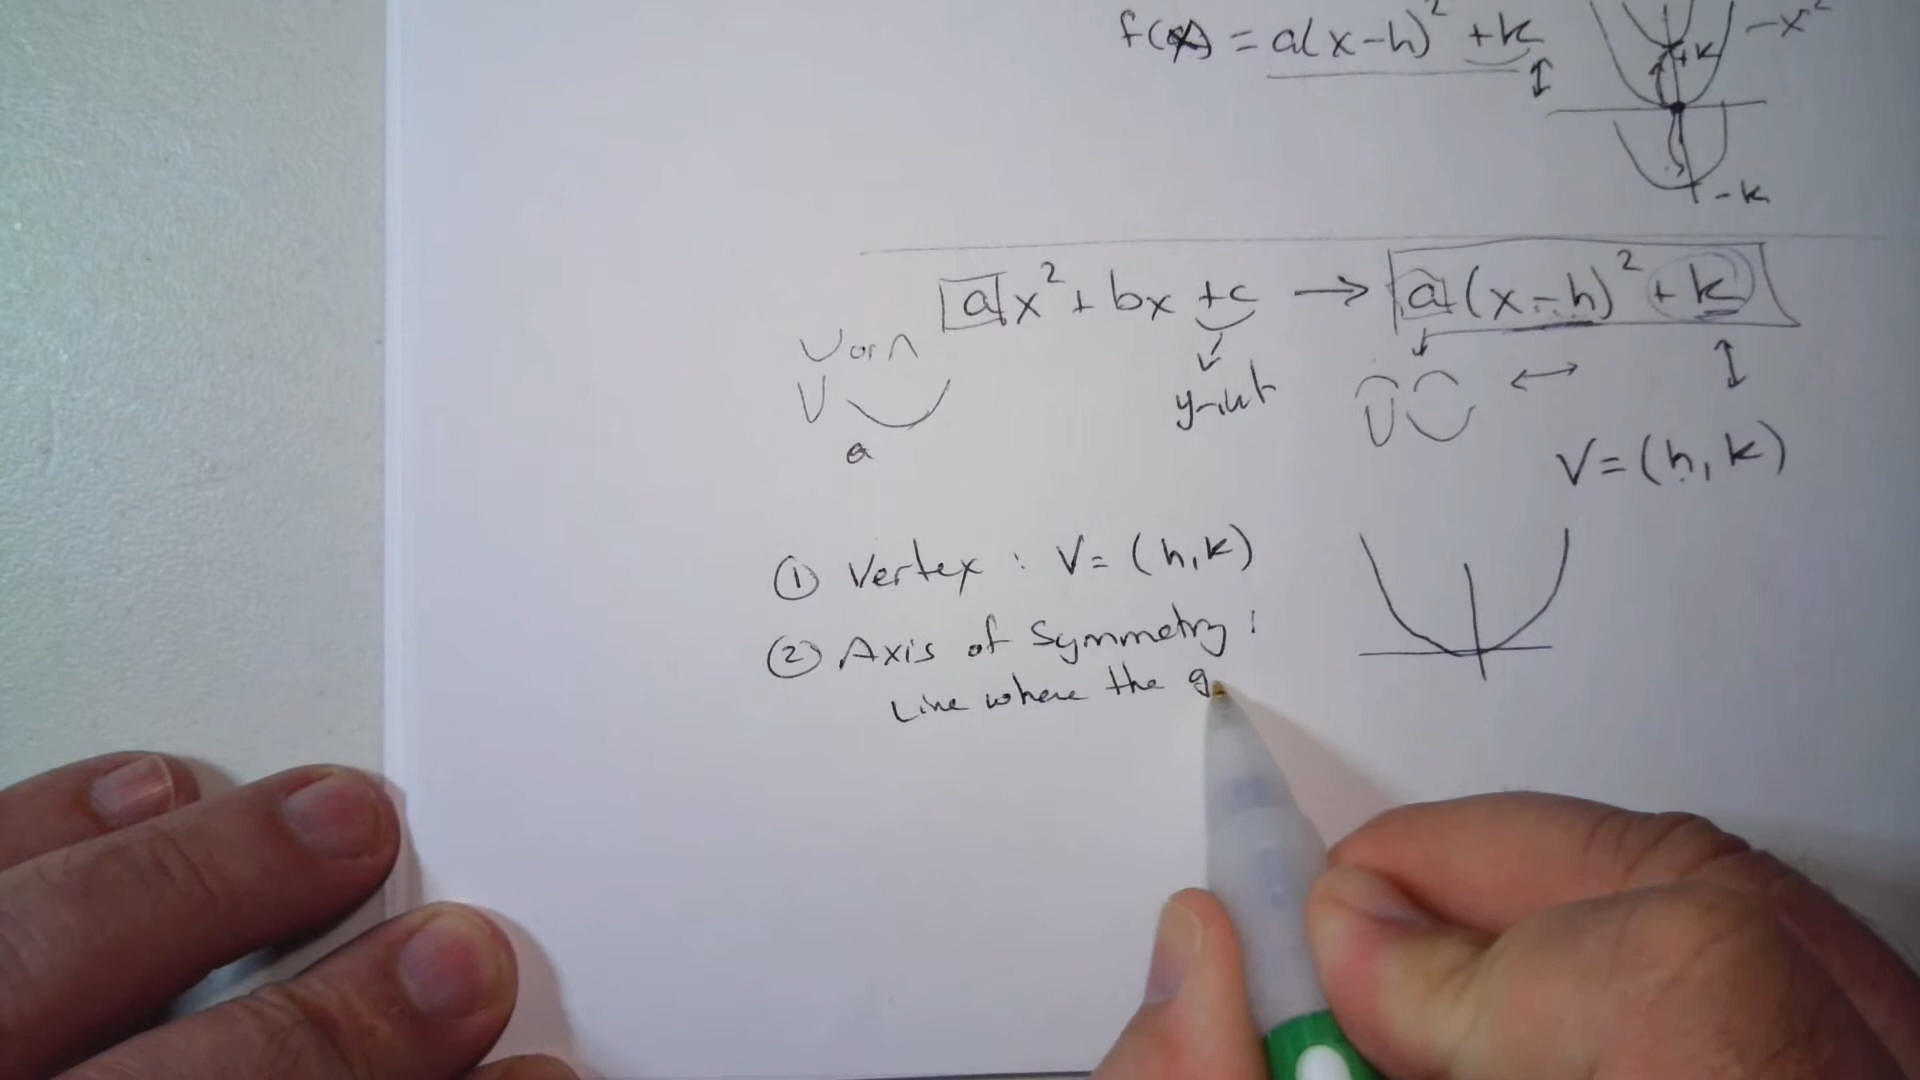 f(x) = a(x-h)² +k
-x²
+k
-k
ax² + bx +c → a(x-h)² + k
or
y-int
a
V=(h, k)
① Vertex : V= (h, k)
② Axis of Symmetry :
Line where the g